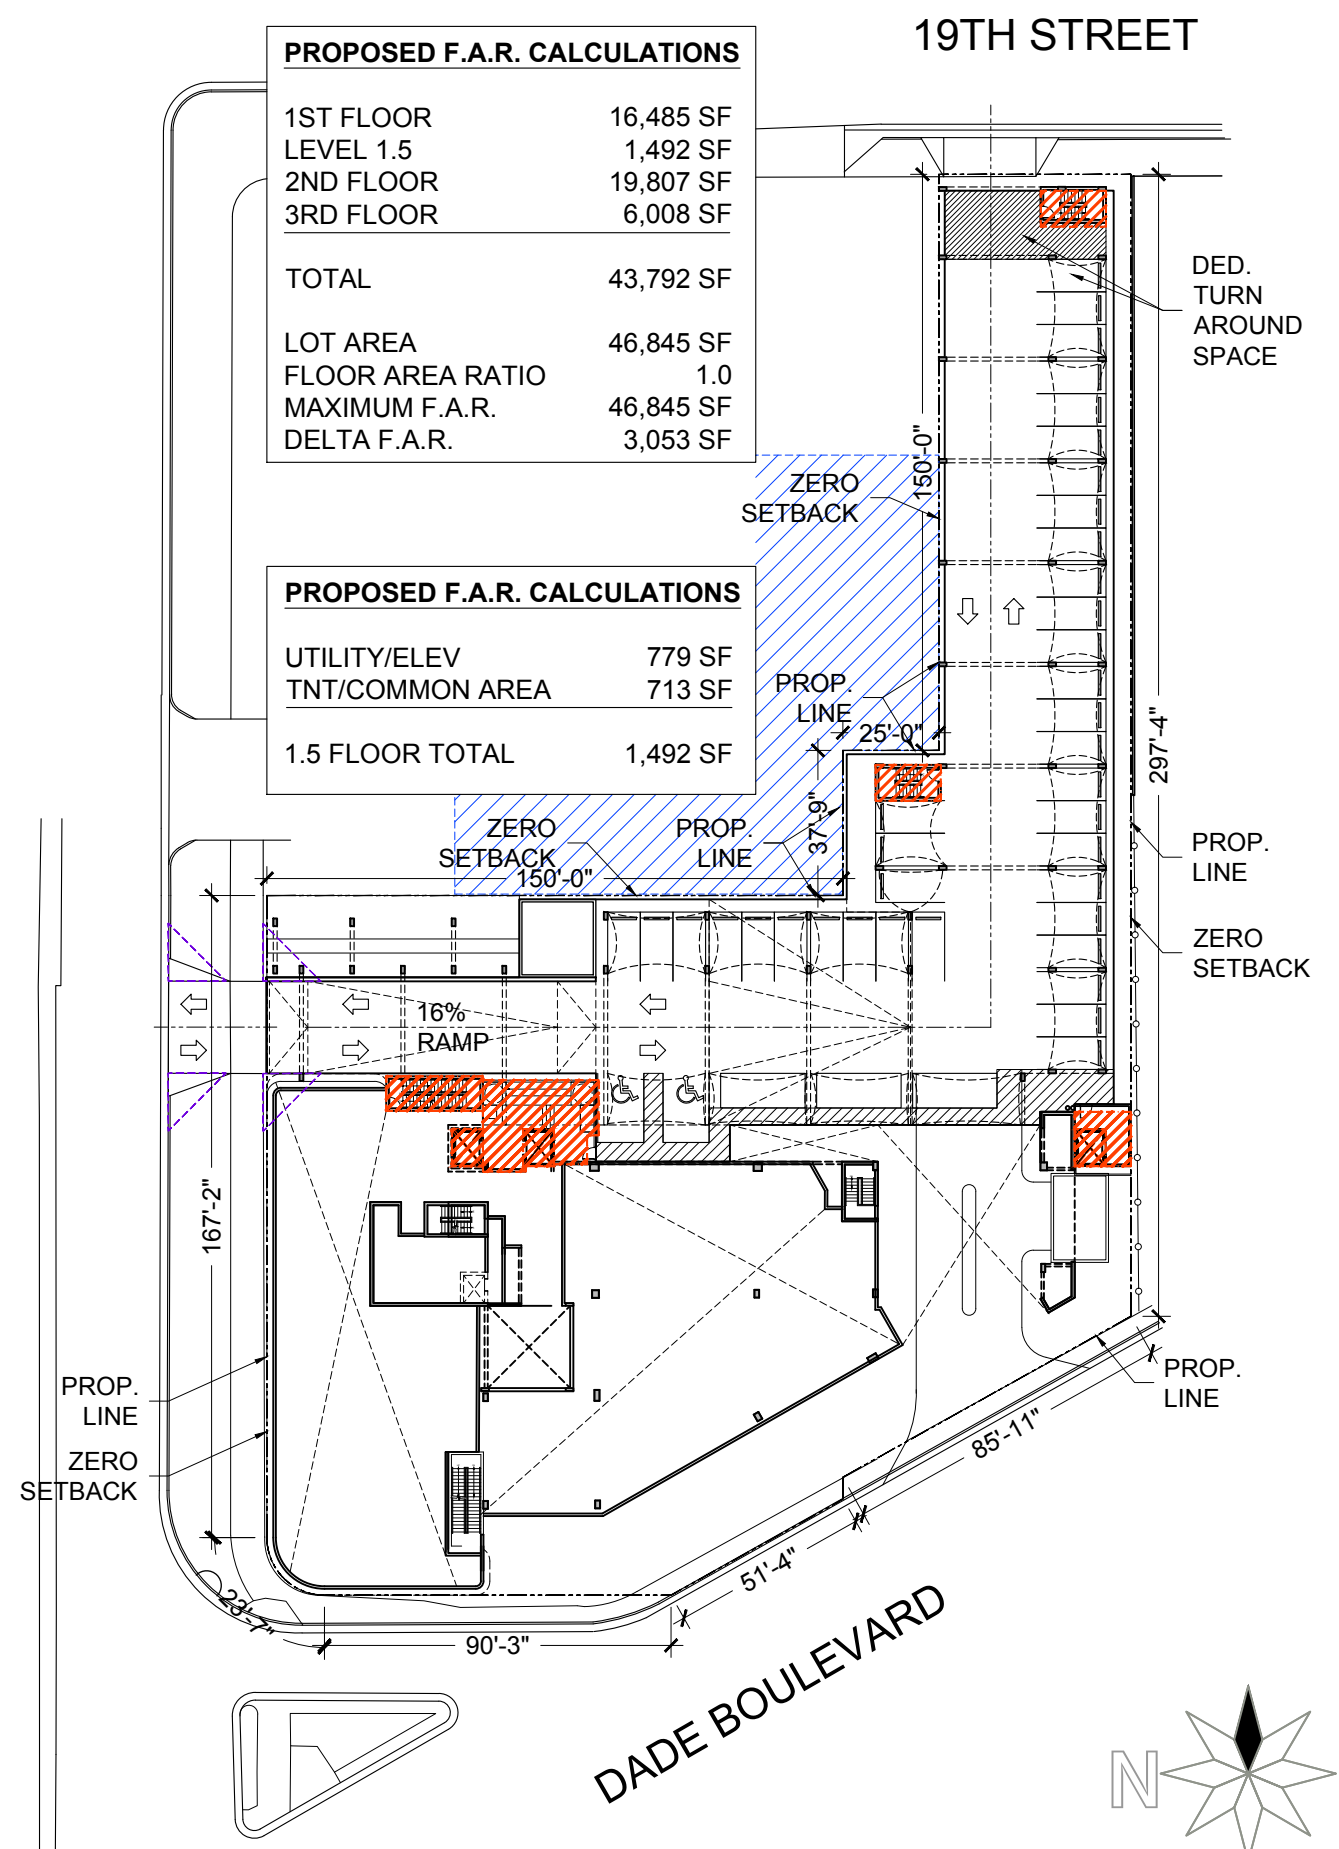 19TH STREET
PROPOSED F.A.R. CALCULATIONS
1ST FLOOR 16,485 SF
LEVEL 1.5 1,492 SF
2ND FLOOR 19,807 SF
3RD FLOOR 6,008 SF
TOTAL 43,792 SF
LOT AREA 46,845 SF
FLOOR AREA RATIO 1.0
MAXIMUM F.A.R. 46,845 SF
DELTA F.A.R. 3,053 SF
DED.
TURN
AROUND
SPACE
150'-0"
ZERO
SETBACK
PROPOSED F.A.R. CALCULATIONS
UTILITY/ELEV 779 SF
TNT/COMMON AREA 713 SF
1.5 FLOOR TOTAL 1,492 SF
PROP.
LINE
25'-0"
297'-4"
37'-9"
ZERO
SETBACK
PROP.
LINE
150'-0"
PROP.
LINE
ZERO
SETBACK
16%
RAMP
167'-2"
PROP.
LINE
ZERO
SETBACK
PROP.
LINE
85'-11"
51'-4"
23'-7"
90'-3"
DADE BOULEVARD
N